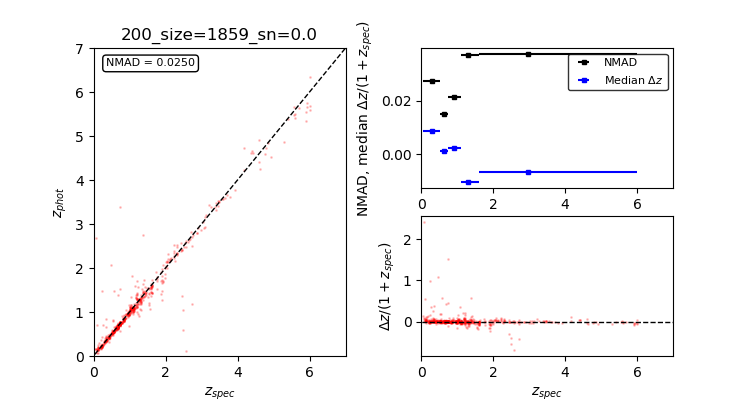 200_size=1859_sn=0.0
NMAD = 0.0250
7
6
5
4
3
2
1
0
z_phot
0 2 4 6
z_spec
NMAD, median Δz/(1 + z_spec)
0.02
0.00
NMAD
Median Δz
0 2 4 6
Δz/(1 + z_spec)
2
1
0
0 2 4 6
z_spec